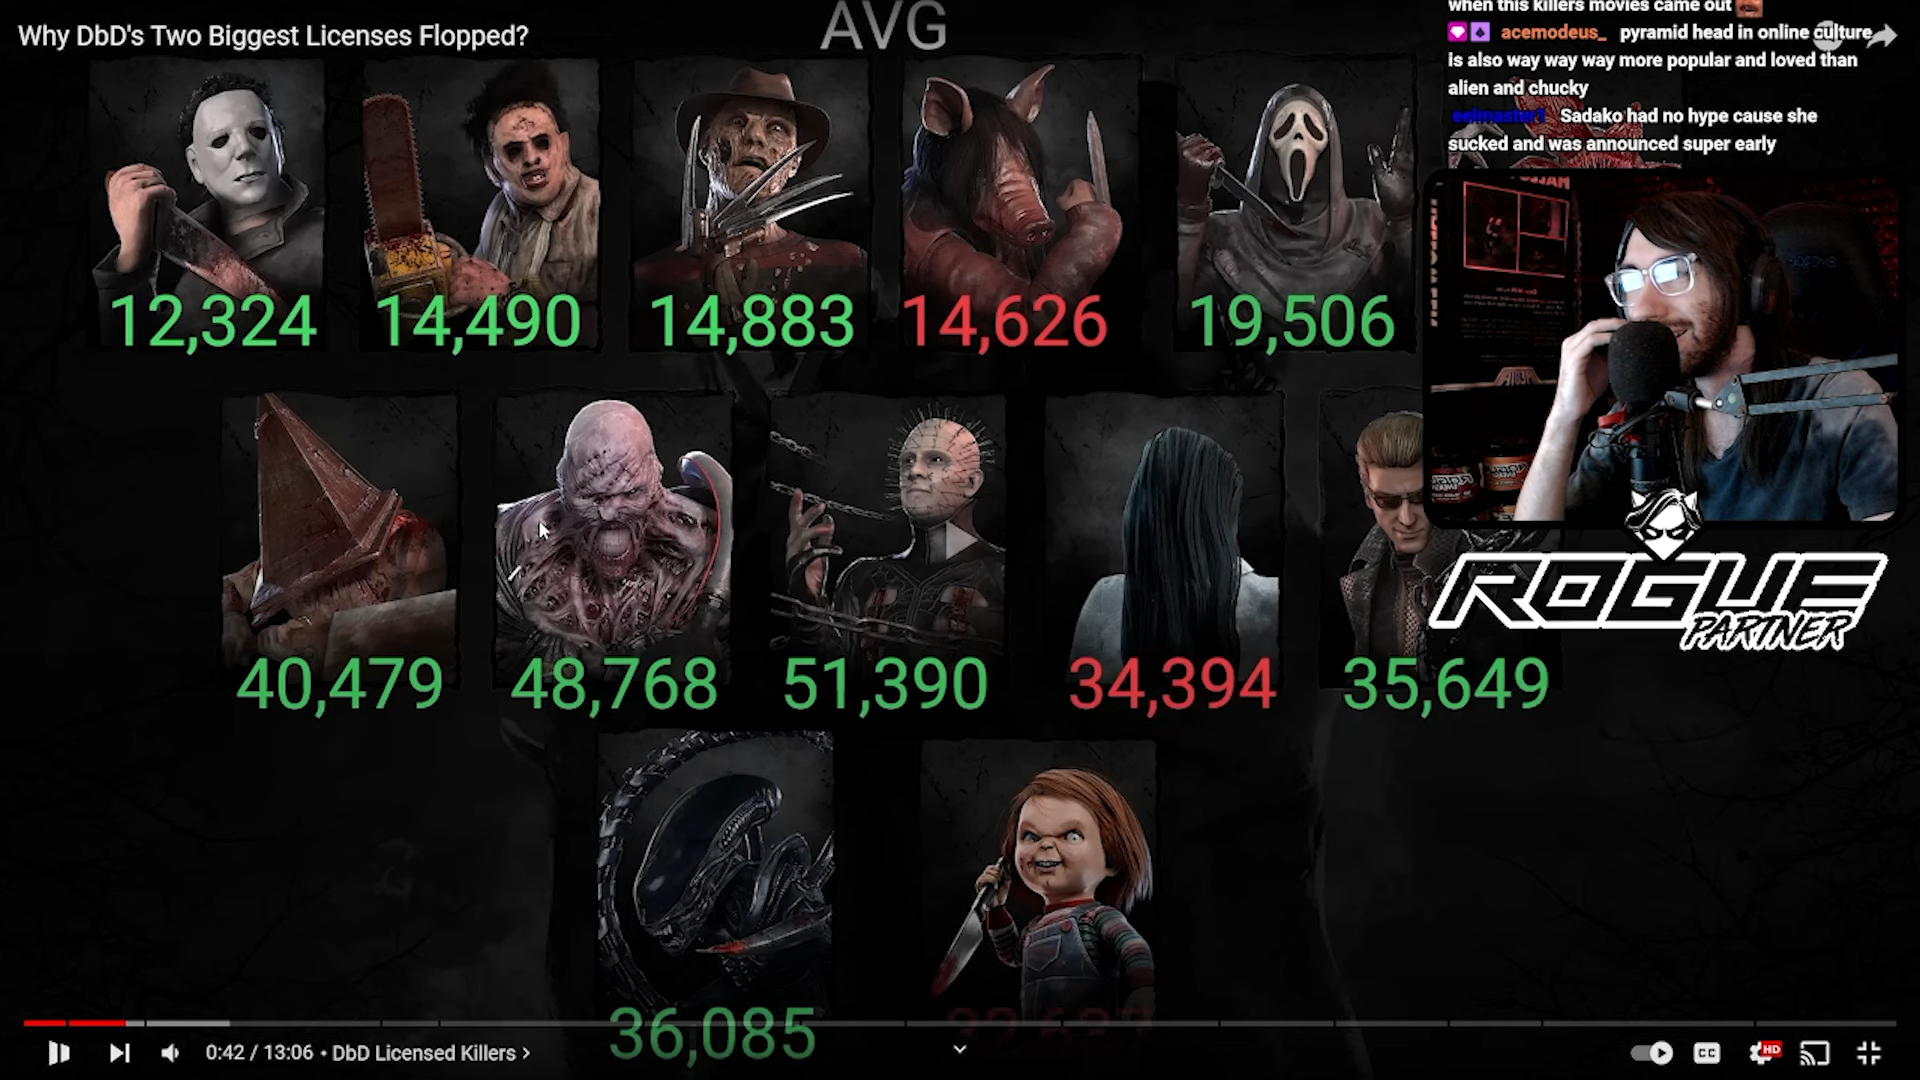 Why DbD's Two Biggest Licenses Flopped?
AVG
when this killers movies came out
acemodeus_ pyramid head in online culture
is also way way way more popular and loved than
alien and chucky
eelmaster1 Sadako had no hype cause she
sucked and was announced super early
12,324 14,490 14,883 14,626 19,506
ROGUE
PARTNER
40,479 48,768 51,390 34,394 35,649
36,085
0:42 / 13:06 • DbD Licensed Killers >
CC
HD